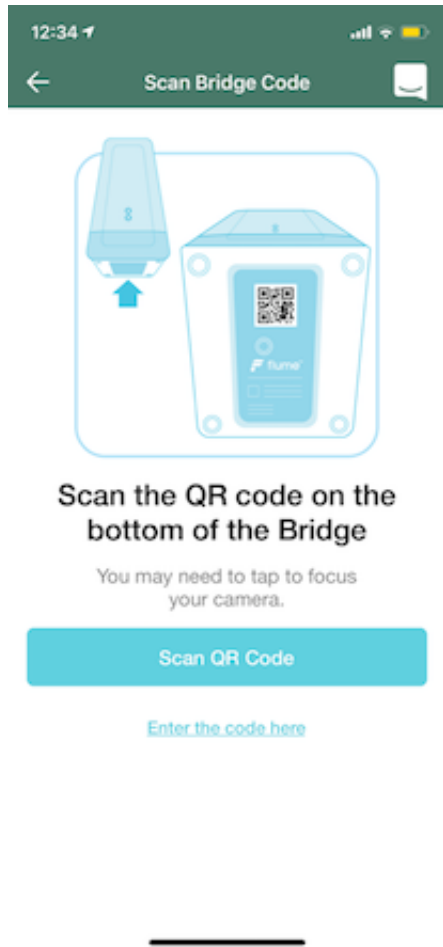 12:34
Scan Bridge Code
flume
Scan the QR code on the
bottom of the Bridge
You may need to tap to focus
your camera.
Scan QR Code
Enter the code here